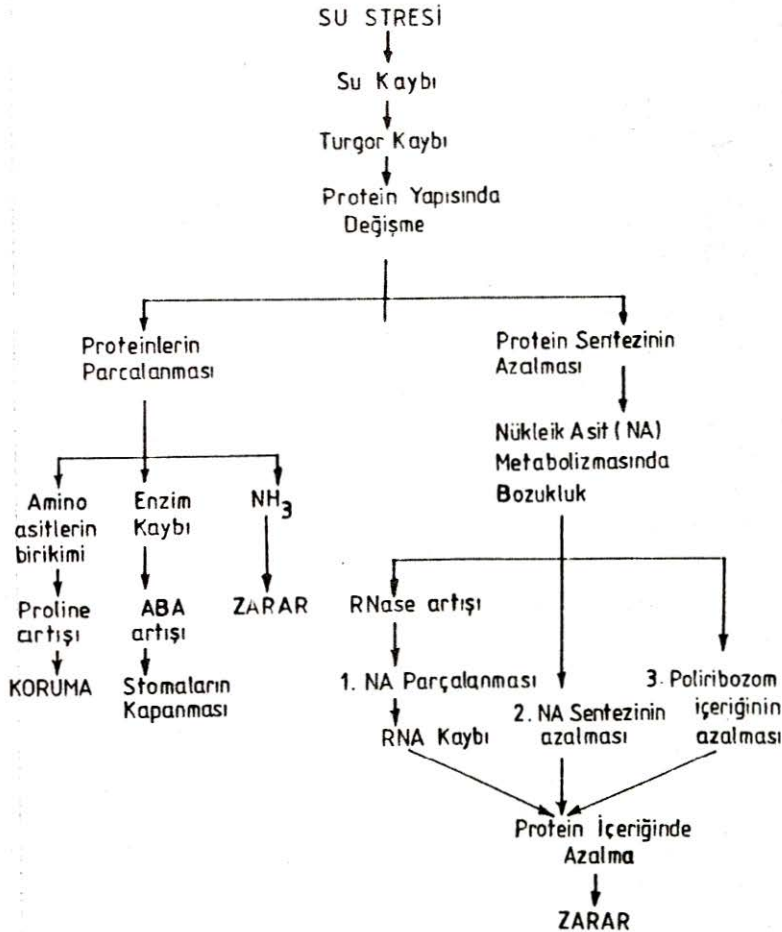 SU STRESİ
Su Kaybı
Turgor Kaybı
Protein Yapısında
Değişme
Proteinlerin
Parcalanması
Amino
asitlerin
birikimi
Proline
artışı
KORUMA
Enzim
Kaybı
ABA
artışı
Stomaların
Kapanması
NH3
ZARAR
Protein Sentezinin
Azalması
Nükleik Asit ( NA)
Metabolizmasında
Bozukluk
RNase artışı
1. NA Parçalanması
RNA Kaybı
2. NA Sentezinin
azalması
3. Poliribozom
içeriğinin
azalması
Protein İçeriğinde
Azalma
ZARAR